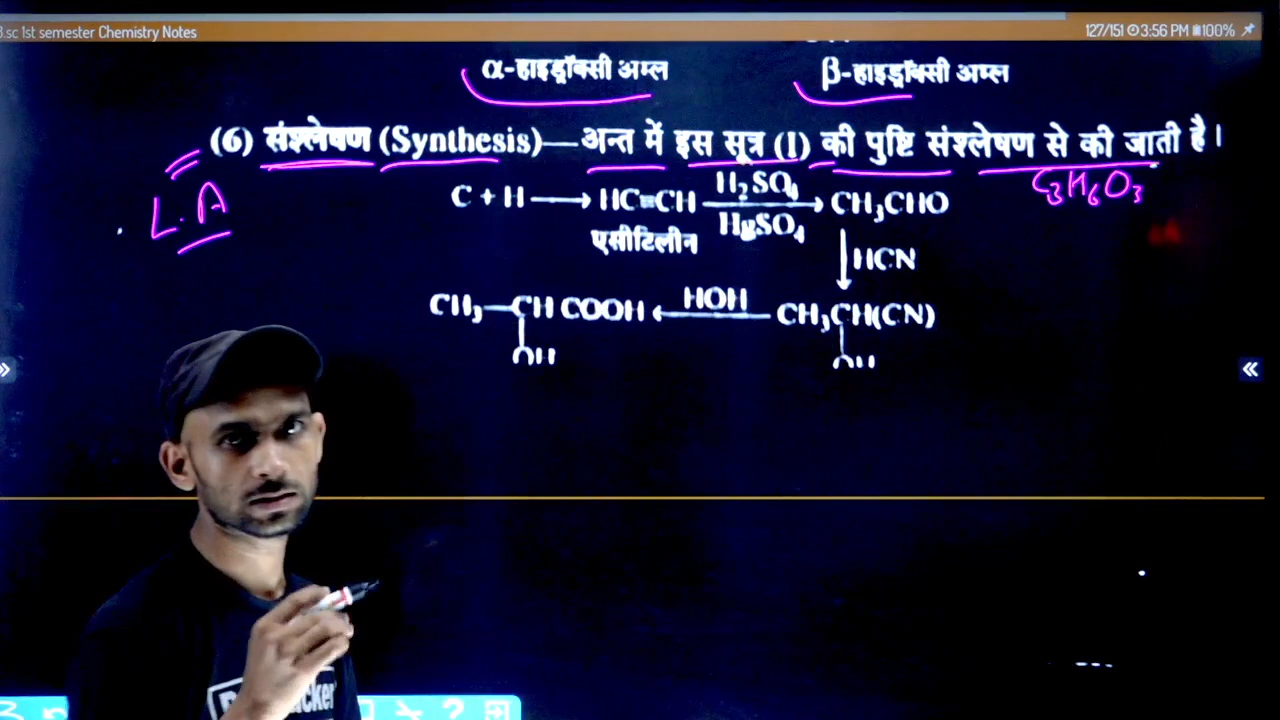 B.sc 1st semester Chemistry Notes
127/151 3:56 PM 100%
α-हाइड्रॉक्सी अम्ल β-हाइड्रॉक्सी अम्ल
(6) संश्लेषण (Synthesis)—अन्त में इस सूत्र (I) की पुष्टि संश्लेषण से की जाती है।
C₃H₆O₃
L.A
C + H ⟶ HC≡CH H₂SO₄ HgSO₄ ⟶ CH₃CHO
एसीटिलीन
↓ HCN
CH₃—CH COOH ⟵ HOH CH₃CH(CN)
OH OH